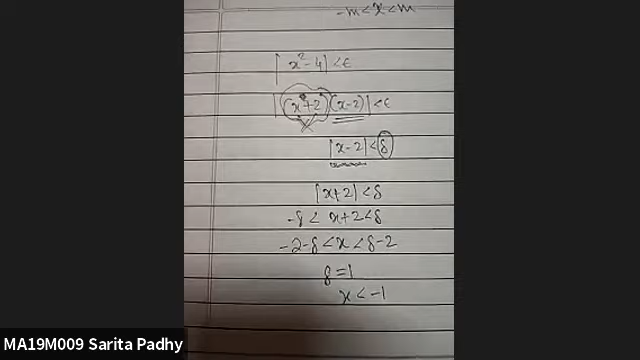 -m < x < m
|x² - 4| < ε
|(x + 2)(x - 2)| < ε
|x - 2| < δ
|x + 2| < δ
-δ < x + 2 < δ
-2 - δ < x < δ - 2
δ = 1
x < -1
MA19M009 Sarita Padhy